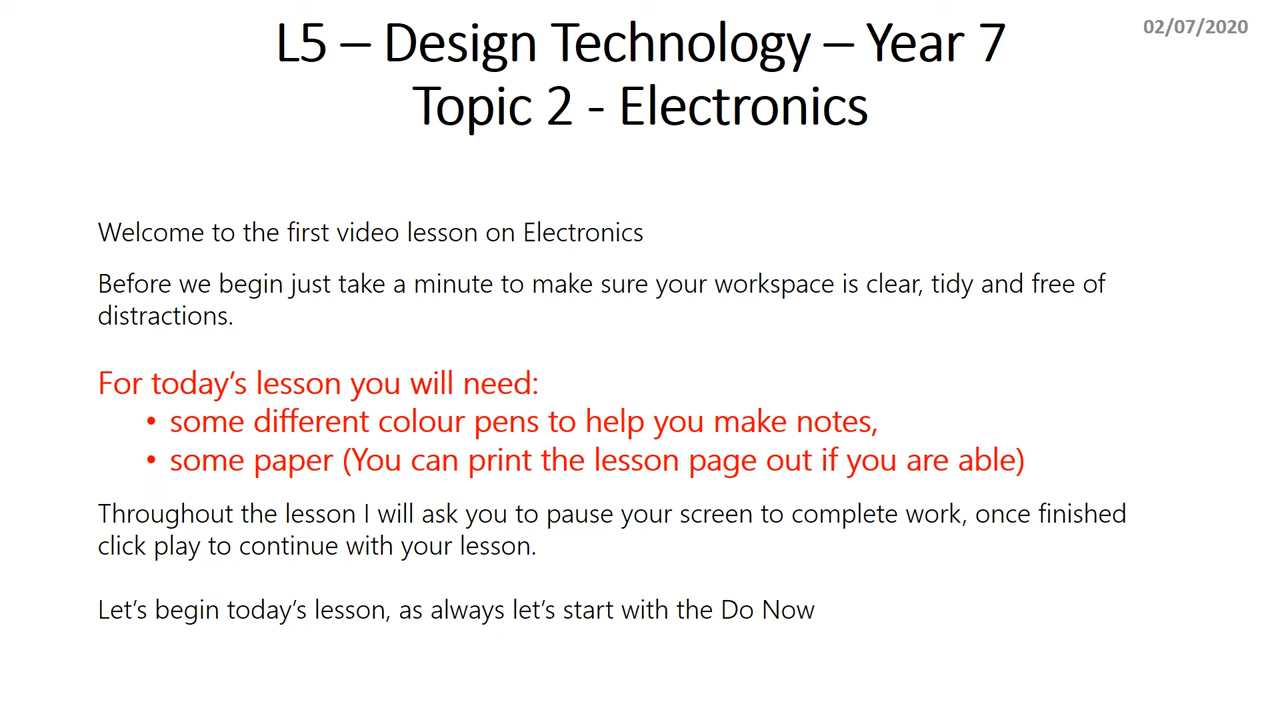 L5 – Design Technology – Year 7
Topic 2 - Electronics
02/07/2020
Welcome to the first video lesson on Electronics
Before we begin just take a minute to make sure your workspace is clear, tidy and free of
distractions.
For today’s lesson you will need:
• some different colour pens to help you make notes,
• some paper (You can print the lesson page out if you are able)
Throughout the lesson I will ask you to pause your screen to complete work, once finished
click play to continue with your lesson.
Let’s begin today’s lesson, as always let’s start with the Do Now